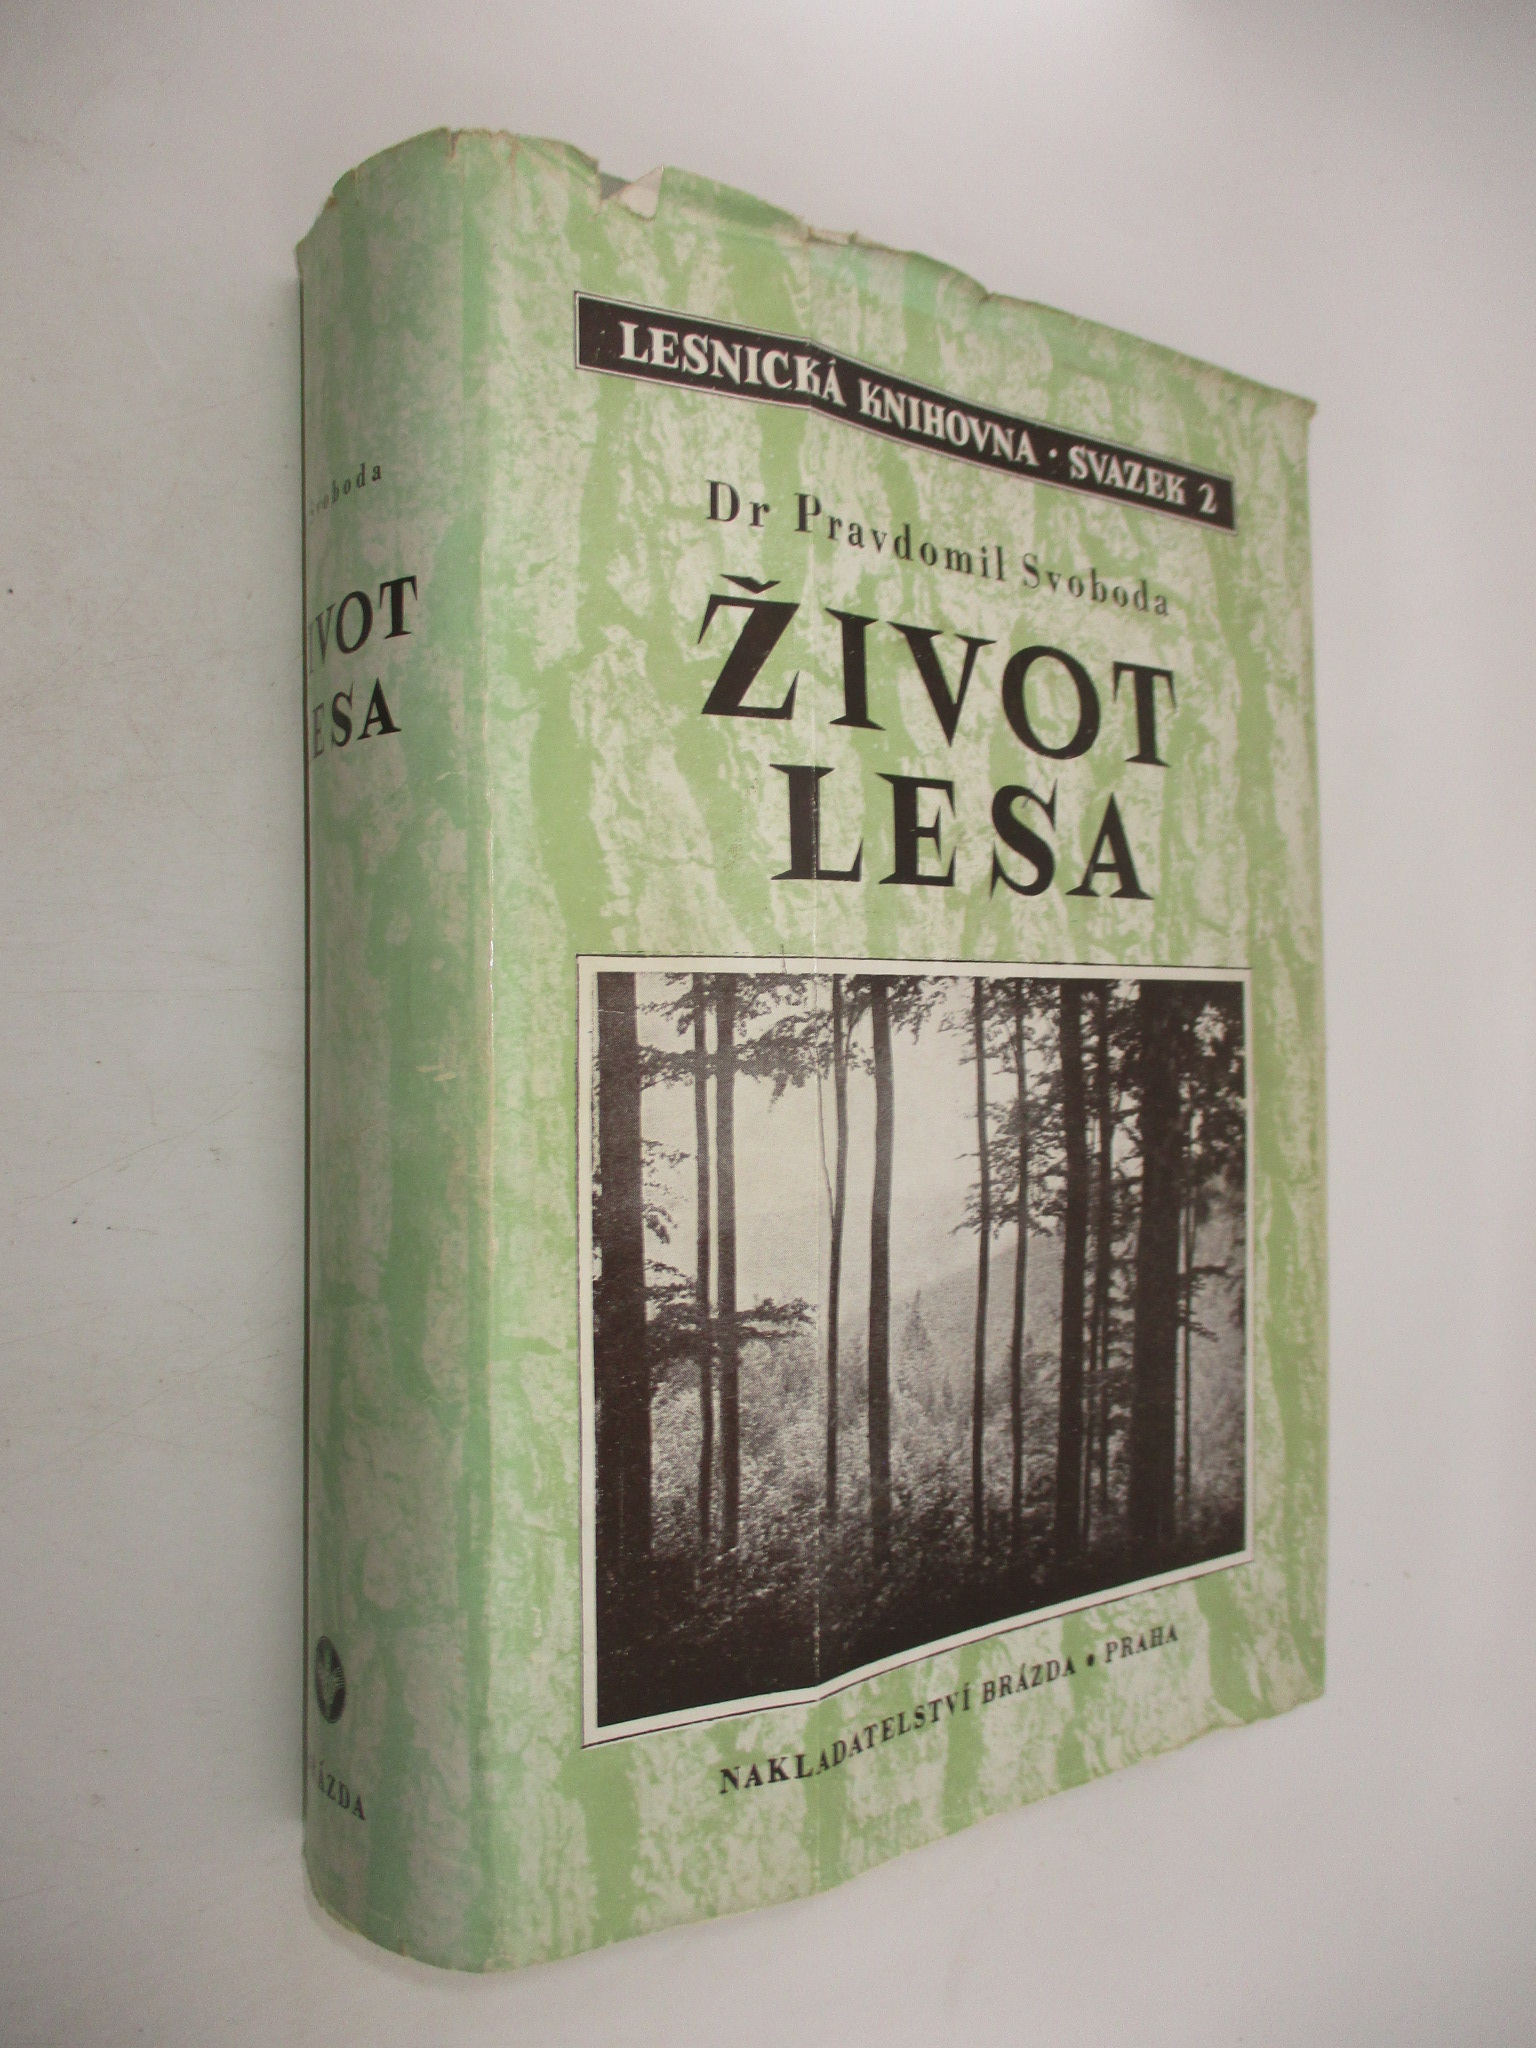 LESNICKÁ KNIHOVNA · SVAZEK 2
Dr Pravdomil Svoboda
ŽIVOT
LESA
NAKLADATELSTVÍ BRÁZDA • PRAHA
Svoboda
IVOT
ESA
ÁZDA